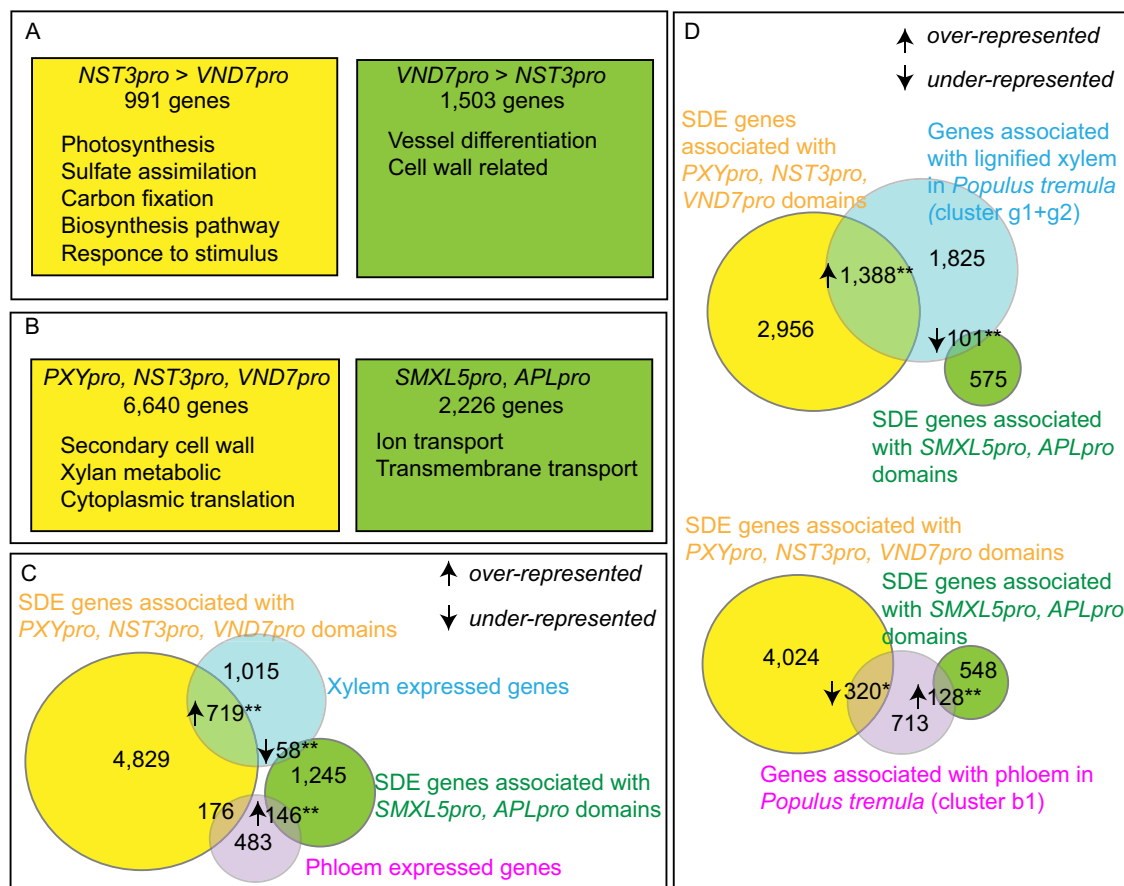 A
NST3pro > VND7pro
991 genes
Photosynthesis
Sulfate assimilation
Carbon fixation
Biosynthesis pathway
Responce to stimulus
VND7pro > NST3pro
1,503 genes
Vessel differentiation
Cell wall related
B
PXYpro, NST3pro, VND7pro
6,640 genes
Secondary cell wall
Xylan metabolic
Cytoplasmic translation
SMXL5pro, APLpro
2,226 genes
Ion transport
Transmembrane transport
C
over-represented
under-represented
SDE genes associated with
PXYpro, NST3pro, VND7pro domains
1,015
Xylem expressed genes
719**
4,829
58**
1,245
SDE genes associated with
SMXL5pro, APLpro domains
176
146**
483
Phloem expressed genes
D
over-represented
under-represented
SDE genes
associated with
PXYpro, NST3pro,
VND7pro domains
Genes associated
with lignified xylem
in Populus tremula
(cluster g1+g2)
1,825
1,388**
2,956
101**
575
SDE genes associated
with SMXL5pro, APLpro
domains
SDE genes associated with
PXYpro, NST3pro, VND7pro domains
SDE genes associated
with SMXL5pro, APLpro
domains
4,024
548
320*
128**
713
Genes associated with phloem in
Populus tremula (cluster b1)